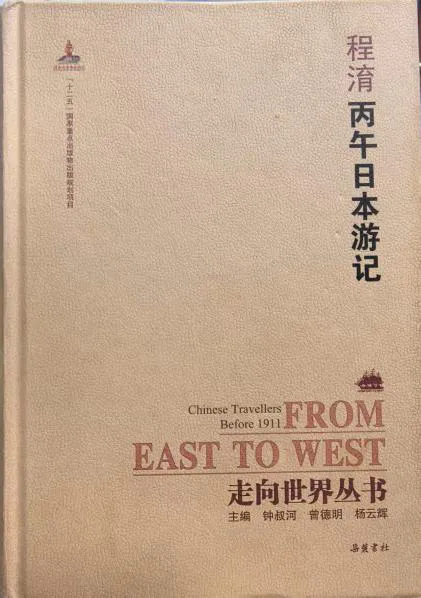 程淯
丙午日本游记
「十二五」国家重点出版物出版规划项目
Chinese Travellers
Before 1911
FROM
EAST TO WEST
走向世界丛书
主编 钟叔河 曾德明 杨云辉
岳麓书社